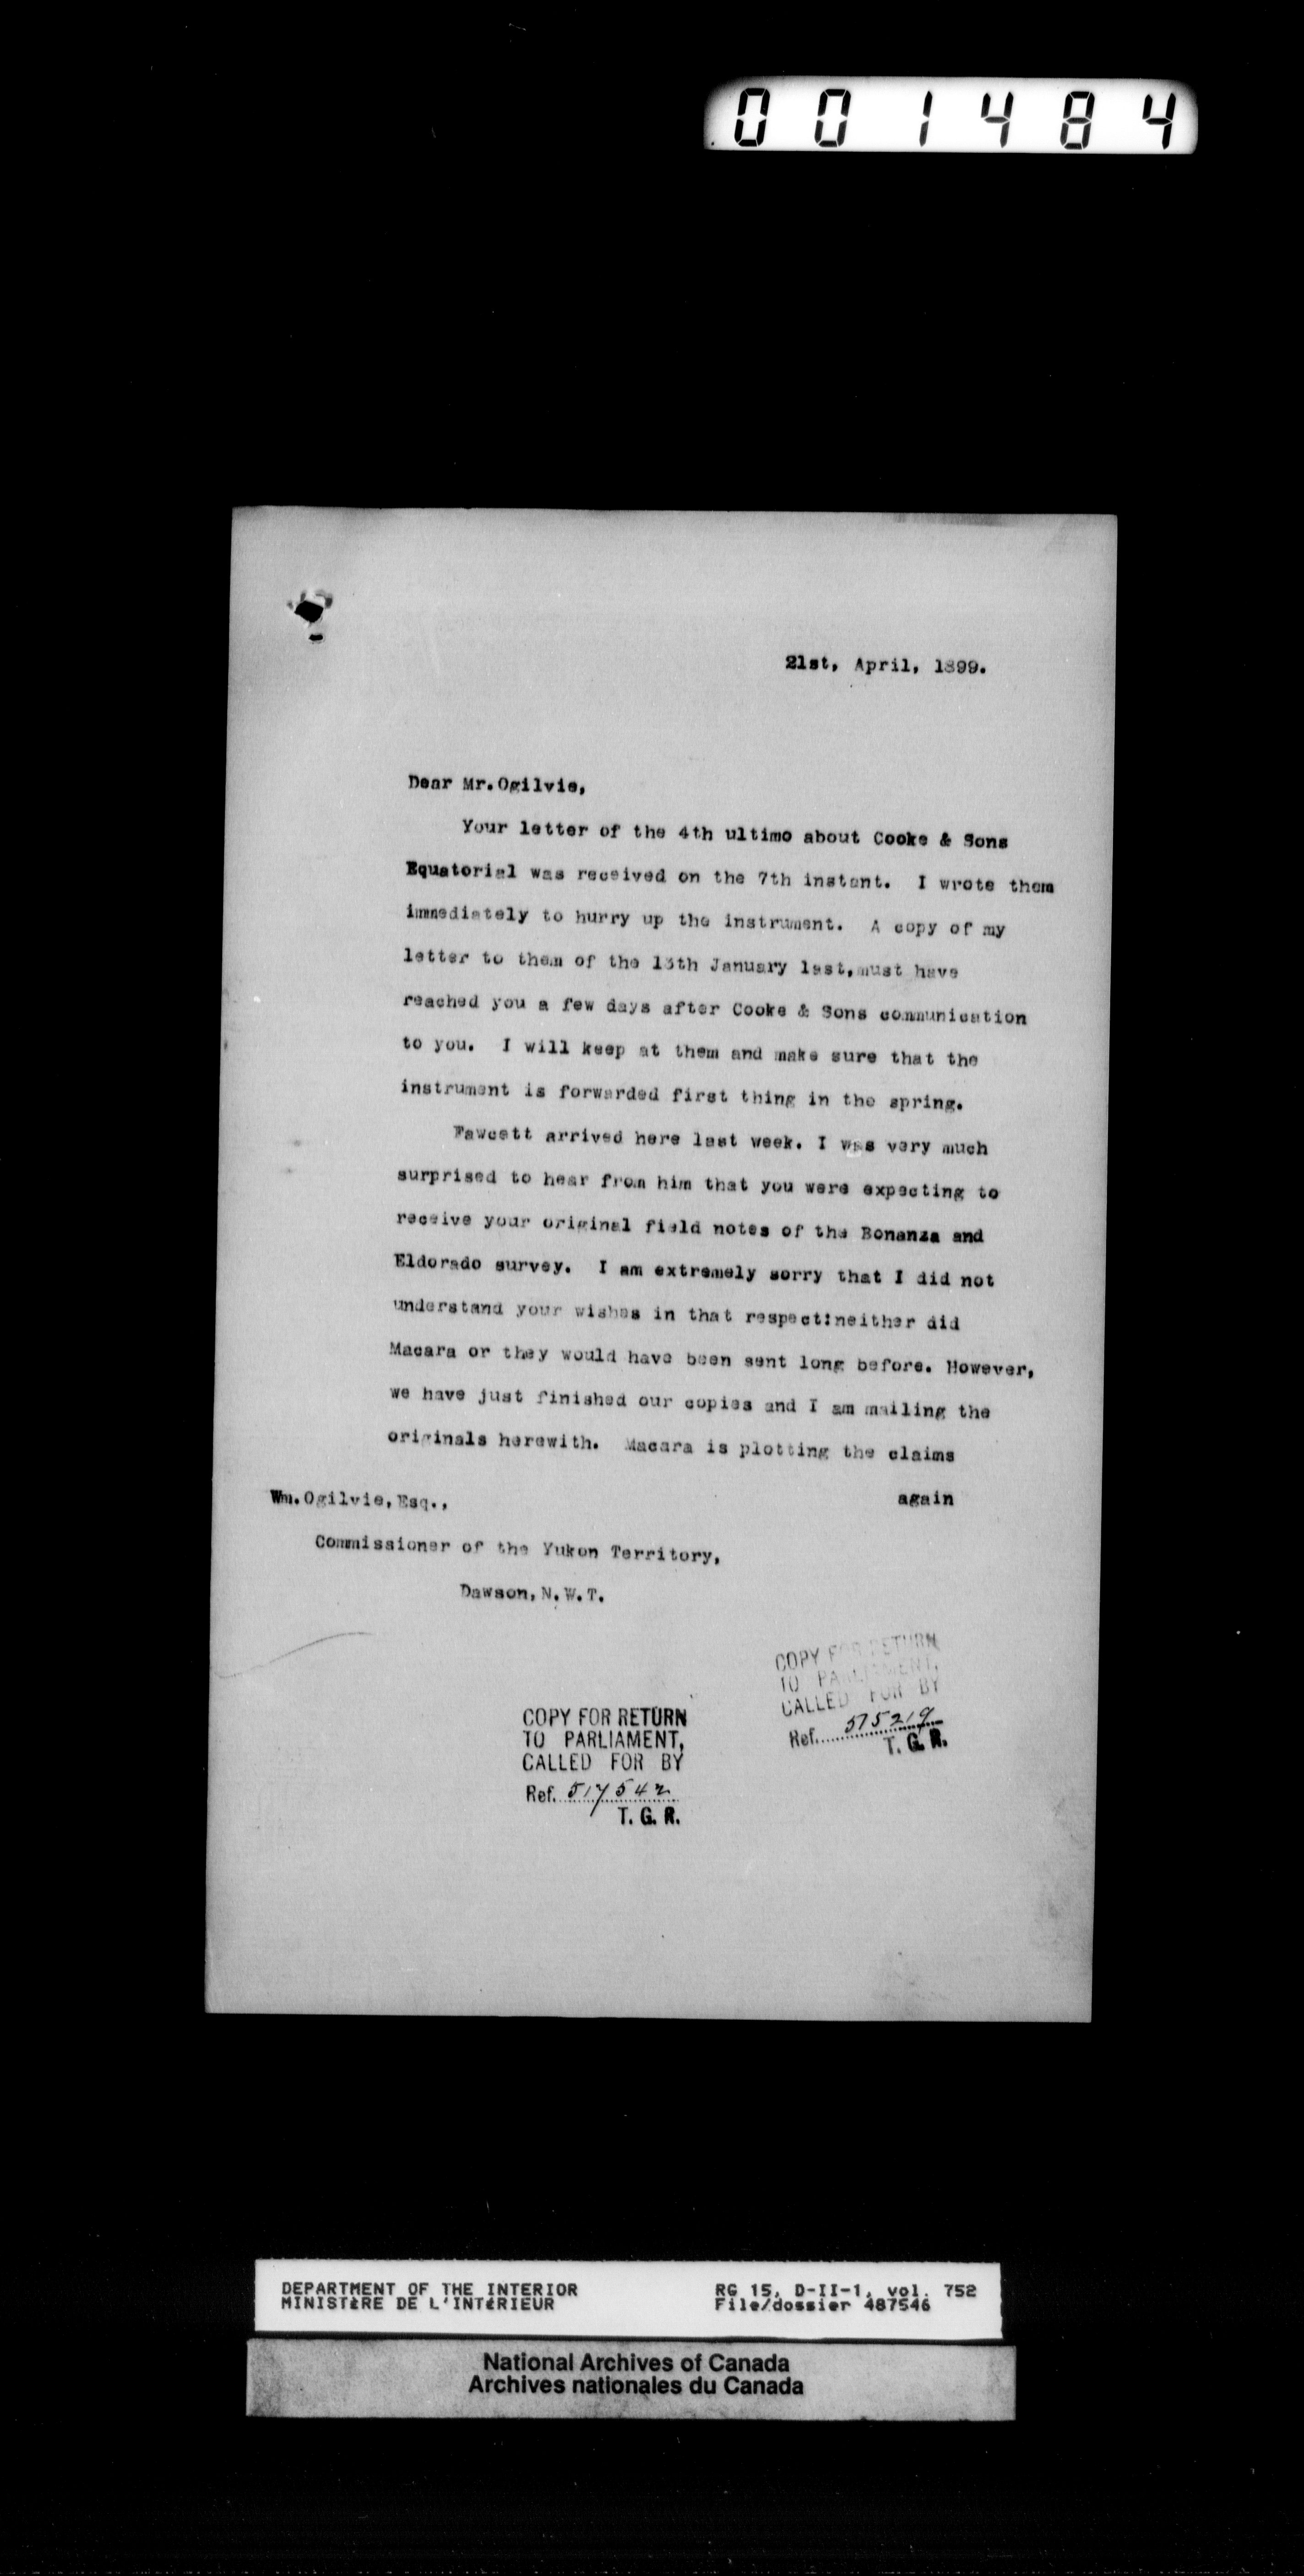 001484
21st, April, 1899.
Dear Mr.Ogilvie,
Your letter of the 4th ultimo about Cooke & Sons
Equatorial was received on the 7th instant. I wrote them
immediately to hurry up the instrument. A copy of my
letter to them of the 13th January last,must have
reached you a few days after Cooke & Sons communication
to you. I will keep at them and make sure that the
instrument is forwarded first thing in the spring.
Fawcett arrived here last week. I was very much
surprised to hear from him that you were expecting to
receive your original field notes of the Bonanza and
Eldorado survey. I am extremely sorry that I did not
understand your wishes in that respect:neither did
Macara or they would have been sent long before. However,
we have just finished our copies and I am mailing the
originals herewith. Macara is plotting the claims
again
Wm.Ogilvie,Esq.,
Commissioner of the Yukon Territory,
Dawson,N.W.T.
COPY FOR RETURN
TO PARLIAMENT,
CALLED FOR BY
Ref. 575219
T. G. R.
COPY FOR RETURN
TO PARLIAMENT,
CALLED FOR BY
Ref. 517542
T. G. R.
DEPARTMENT OF THE INTERIOR
MINISTÈRE DE L'INTÉRIEUR
RG 15, D-II-1, vol. 752
File/dossier 487546
National Archives of Canada
Archives nationales du Canada